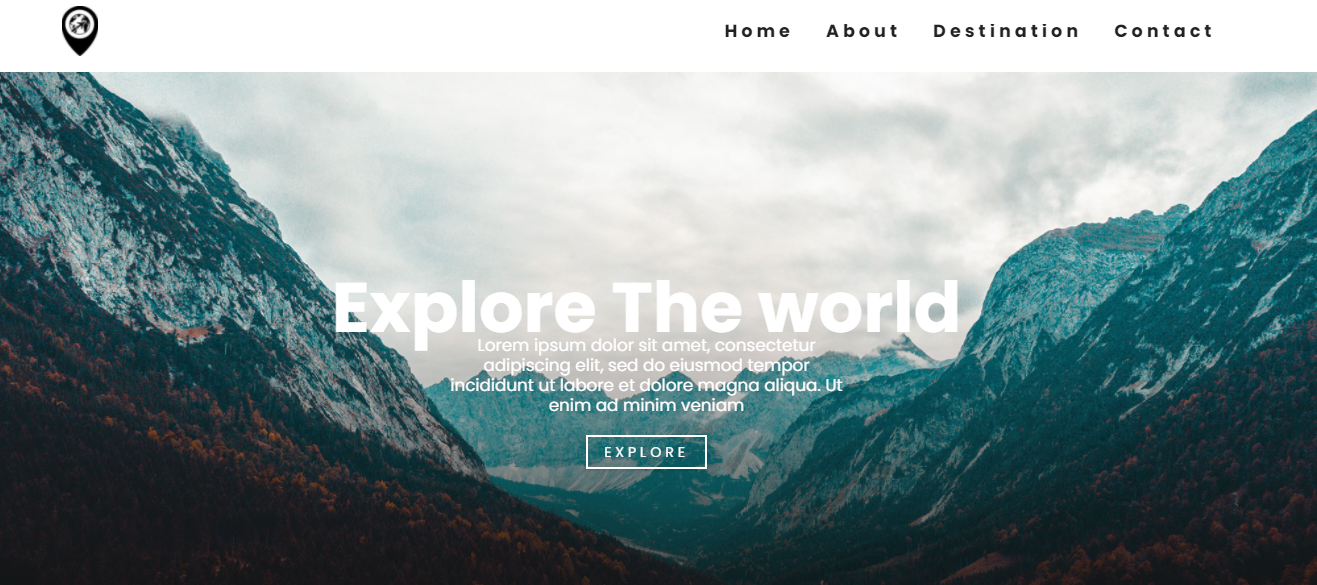 Home About Destination Contact
Explore The world
Lorem ipsum dolor sit amet, consectetur
adipiscing elit, sed do eiusmod tempor
incididunt ut labore et dolore magna aliqua. Ut
enim ad minim veniam
EXPLORE